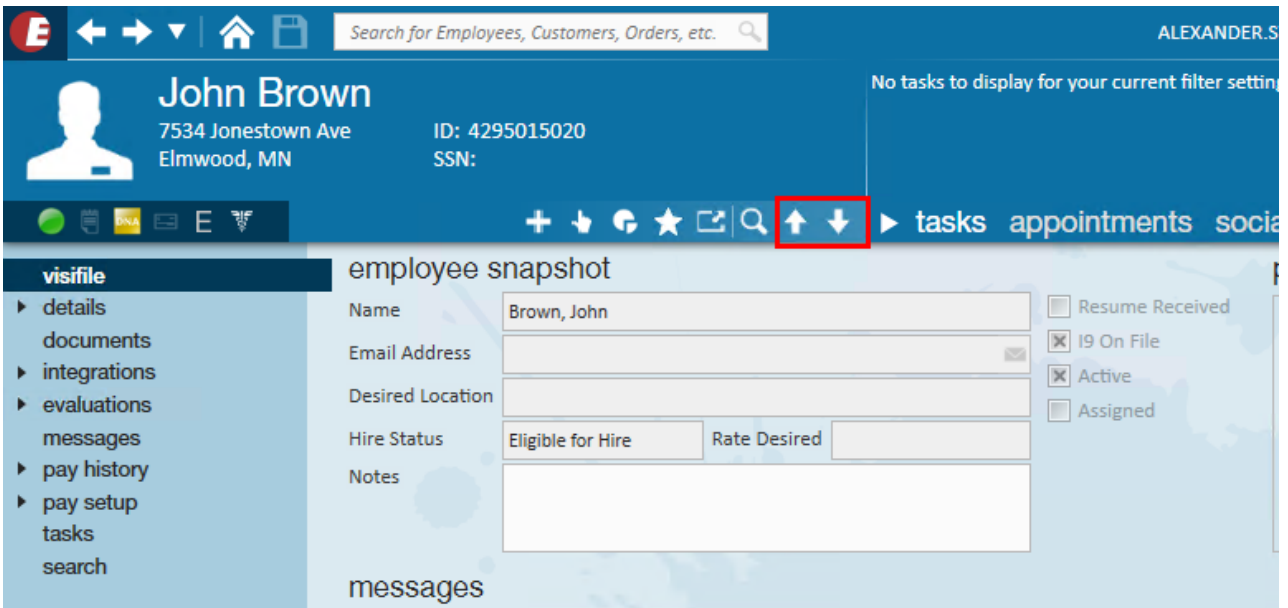 E
Search for Employees, Customers, Orders, etc.
ALEXANDER.S
John Brown
7534 Jonestown Ave
ID: 4295015020
Elmwood, MN
SSN:
No tasks to display for your current filter setting
DNA
E
tasks appointments socia
visifile
details
documents
integrations
evaluations
messages
pay history
pay setup
tasks
search
employee snapshot
Name
Brown, John
Email Address
Desired Location
Hire Status
Eligible for Hire
Rate Desired
Notes
Resume Received
I9 On File
Active
Assigned
messages